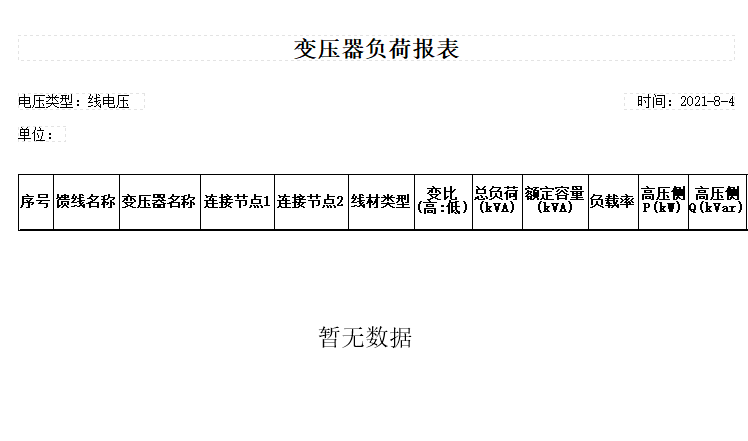 变压器负荷报表
电压类型：线电压 时间：2021-8-4
单位：
序号 馈线名称 变压器名称 连接节点1 连接节点2 线材类型 变比 (高:低) 总负荷 (kVA) 额定容量 (kVA) 负载率 高压侧 P(kW) 高压侧 Q(kVar)
暂无数据